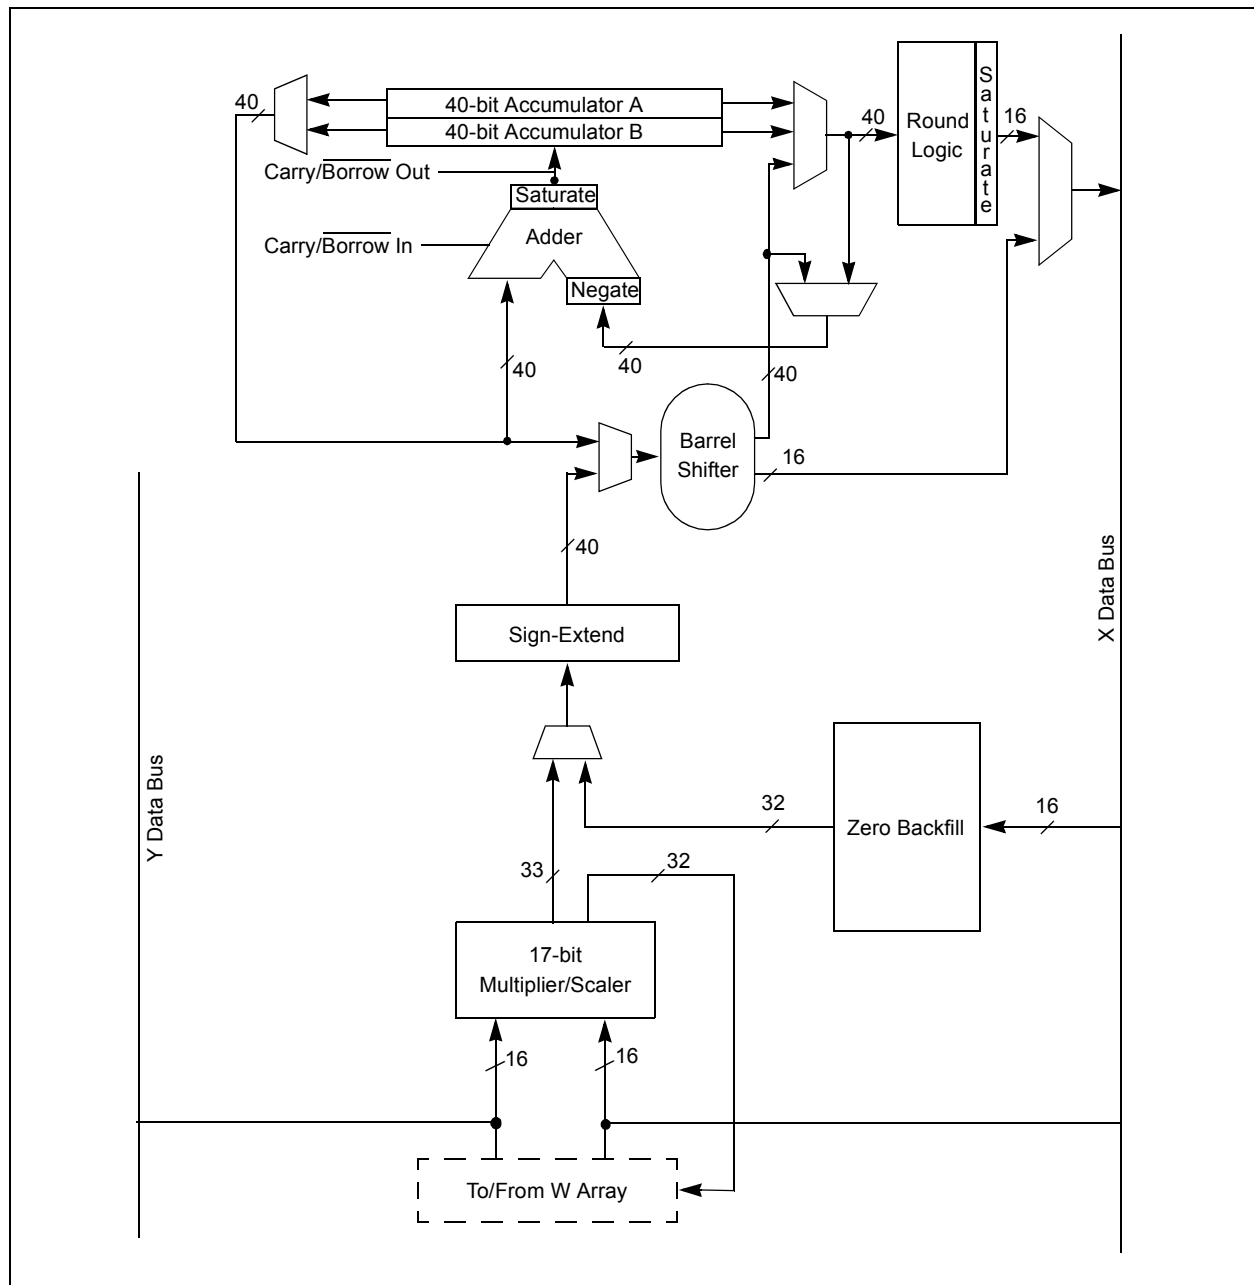 40
40-bit Accumulator A
40-bit Accumulator B
40
Round
Logic
Saturate
16
Carry/Borrow Out
Saturate
Adder
Carry/Borrow In
Negate
40
40
40
Barrel
Shifter
16
40
Sign-Extend
X Data Bus
Y Data Bus
32
Zero Backfill
16
33
32
17-bit
Multiplier/Scaler
16
16
To/From W Array